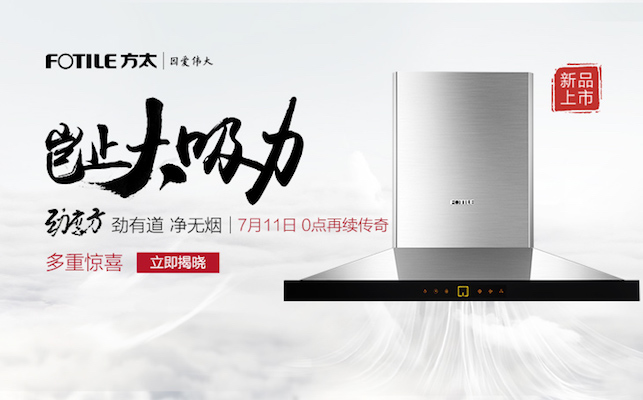 FOTILE方太 | 因爱伟大
新品
上市
岂止大吸力
劲魔方 劲有道 净无烟 | 7月11日 0点再续传奇
多重惊喜 立即揭晓
FOTILE